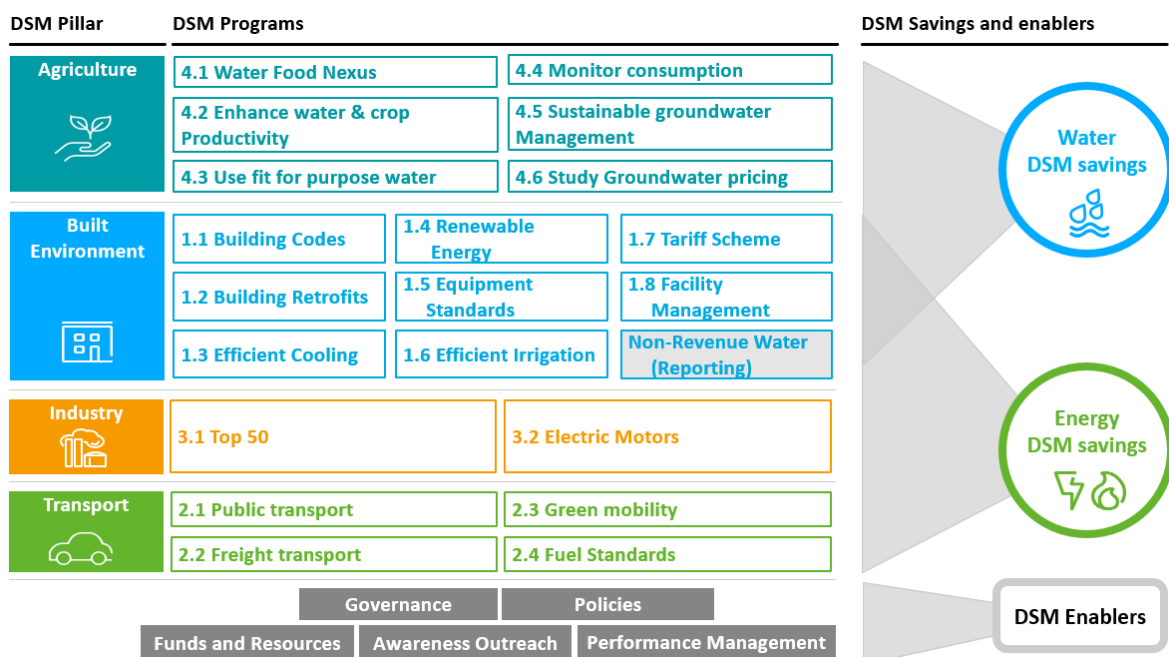 DSM Pillar
DSM Programs
DSM Savings and enablers
Agriculture
4.1 Water Food Nexus
4.4 Monitor consumption
4.2 Enhance water & crop
Productivity
4.5 Sustainable groundwater
Management
4.3 Use fit for purpose water
4.6 Study Groundwater pricing
Water
DSM savings
Built
Environment
1.1 Building Codes
1.4 Renewable
Energy
1.7 Tariff Scheme
1.2 Building Retrofits
1.5 Equipment
Standards
1.8 Facility
Management
1.3 Efficient Cooling
1.6 Efficient Irrigation
Non-Revenue Water
(Reporting)
Industry
3.1 Top 50
3.2 Electric Motors
Energy
DSM savings
Transport
2.1 Public transport
2.3 Green mobility
2.2 Freight transport
2.4 Fuel Standards
Governance
Policies
Funds and Resources
Awareness Outreach
Performance Management
DSM Enablers